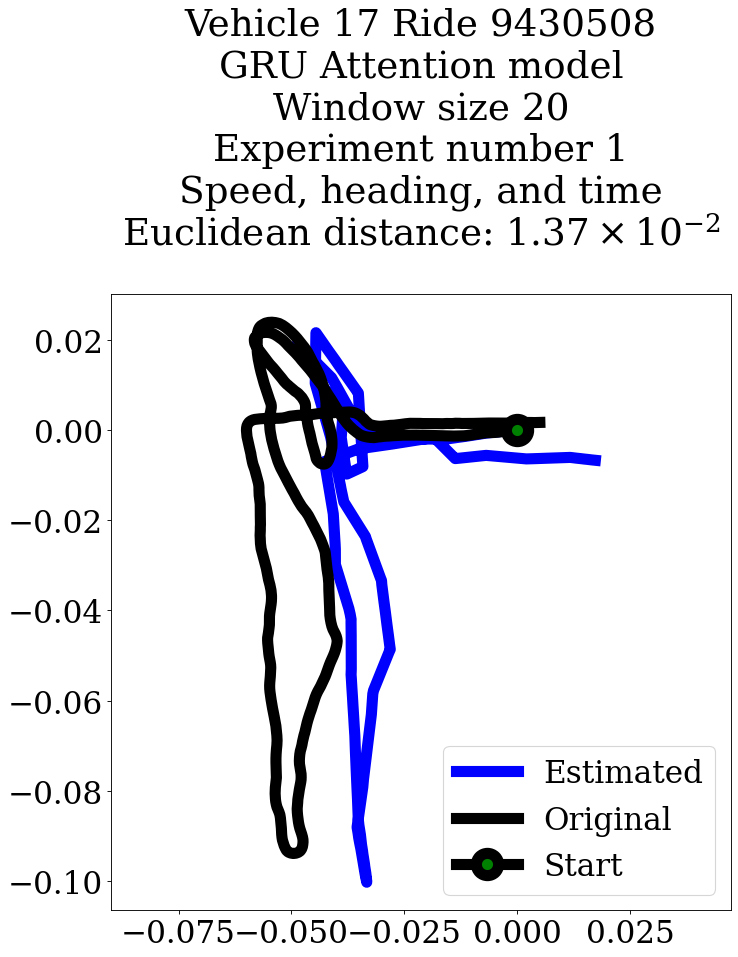 Vehicle 17 Ride 9430508
GRU Attention model
Window size 20
Experiment number 1
Speed, heading, and time
Euclidean distance: 1.37 × 10⁻²
0.02
0.00
−0.02
−0.04
−0.06
−0.08
−0.10
Estimated
Original
Start
−0.075 −0.050 −0.025 0.000 0.025